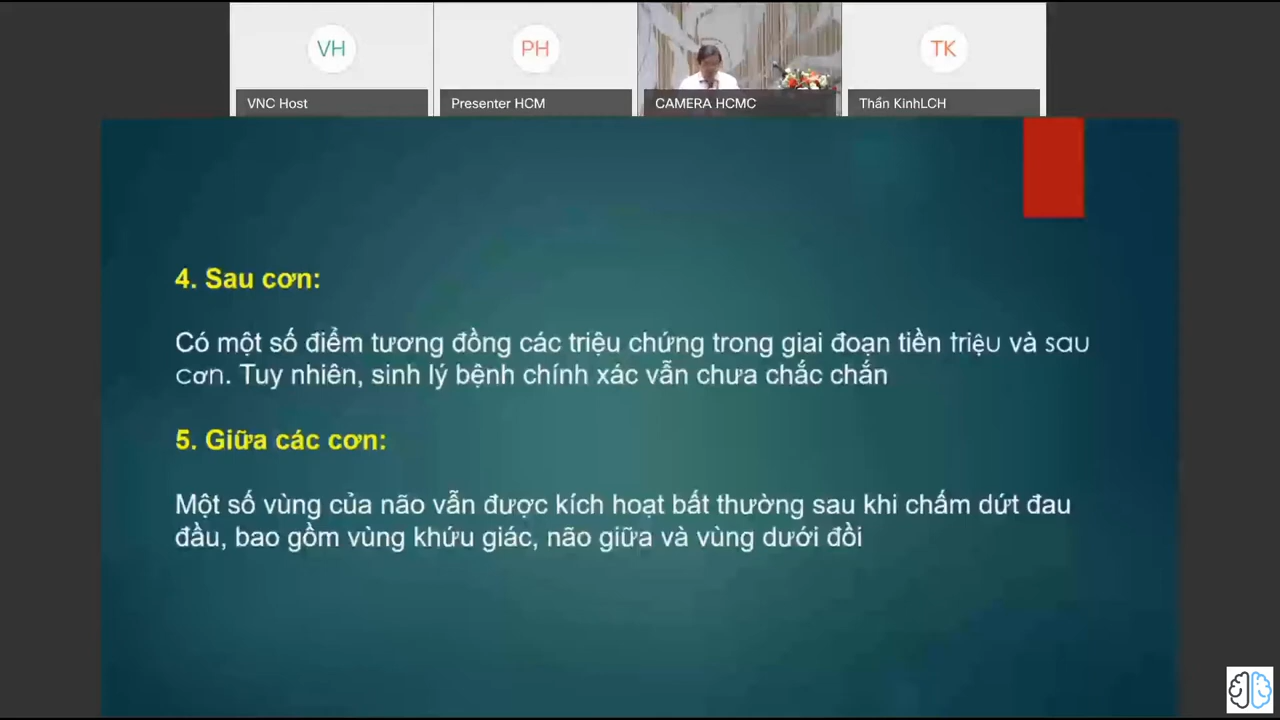 VH
PH
TK
VNC Host
Presenter HCM
CAMERA HCMC
Thần KinhLCH
4. Sau cơn:
Có một số điểm tương đồng các triệu chứng trong giai đoạn tiền triệu và sau
cơn. Tuy nhiên, sinh lý bệnh chính xác vẫn chưa chắc chắn
5. Giữa các cơn:
Một số vùng của não vẫn được kích hoạt bất thường sau khi chấm dứt đau
đầu, bao gồm vùng khứu giác, não giữa và vùng dưới đồi